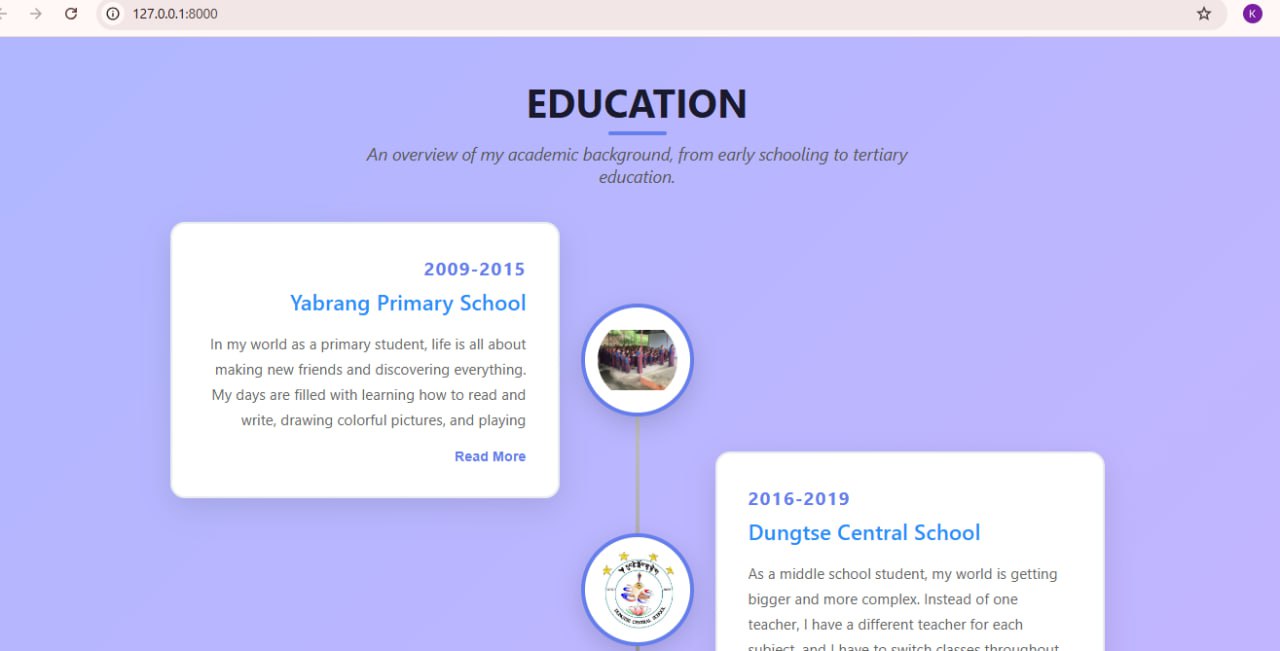 127.0.0.1:8000
K
EDUCATION
An overview of my academic background, from early schooling to tertiary
education.
2009-2015
Yabrang Primary School
In my world as a primary student, life is all about
making new friends and discovering everything.
My days are filled with learning how to read and
write, drawing colorful pictures, and playing
Read More
2016-2019
Dungtse Central School
As a middle school student, my world is getting
bigger and more complex. Instead of one
teacher, I have a different teacher for each
subject, and I have to switch classes throughout
DUNGTSE CENTRAL SCHOOL